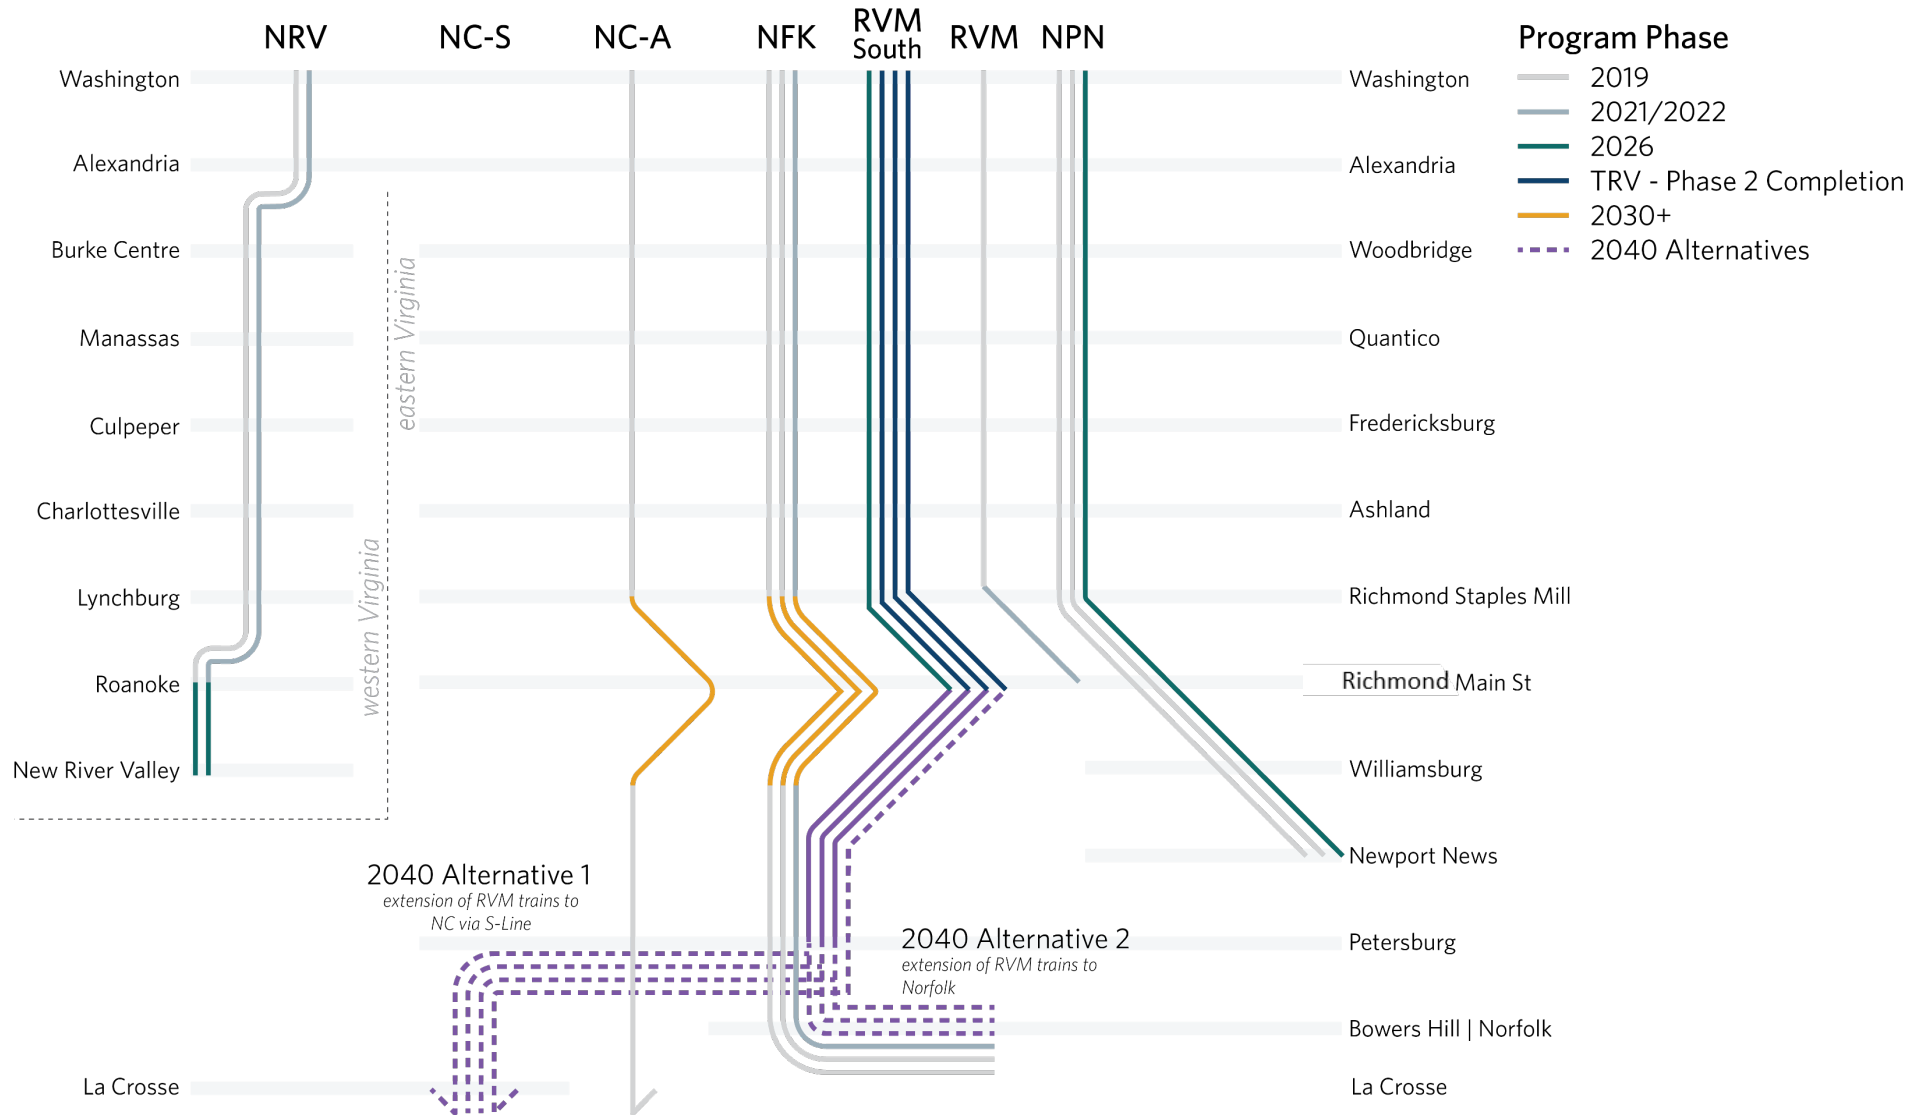 NRV
NC-S
NC-A
NFK
RVM
South
RVM
NPN
Program Phase
2019
2021/2022
2026
TRV - Phase 2 Completion
2030+
2040 Alternatives
Washington
Alexandria
Burke Centre
Manassas
Culpeper
Charlottesville
Lynchburg
Roanoke
New River Valley
La Crosse
eastern Virginia
western Virginia
Washington
Alexandria
Woodbridge
Quantico
Fredericksburg
Ashland
Richmond Staples Mill
Richmond Main St
Williamsburg
Newport News
Petersburg
Bowers Hill | Norfolk
La Crosse
2040 Alternative 1
extension of RVM trains to
NC via S-Line
2040 Alternative 2
extension of RVM trains to
Norfolk